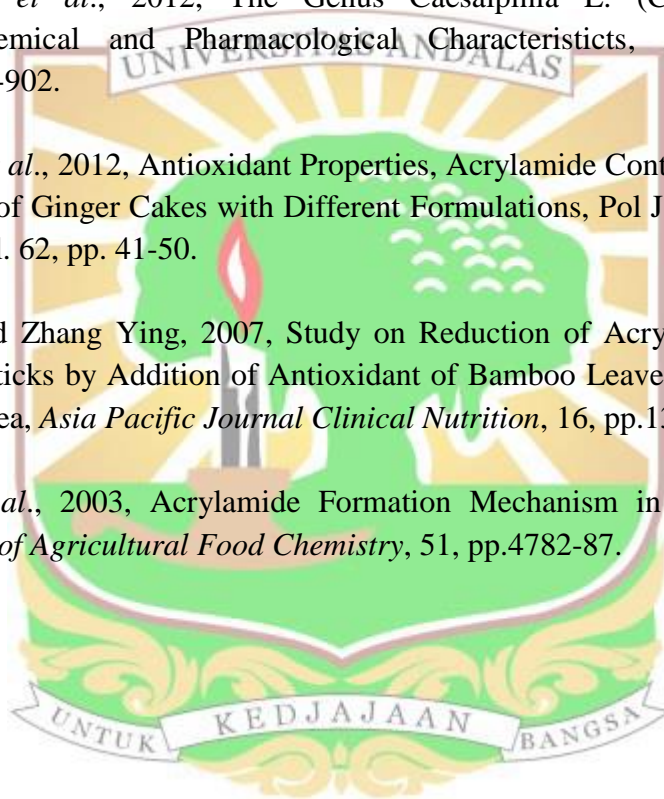 et al., 2012, The Genus Caesalpinia L. (C
emical and Pharmacological Characteristicts,
UNIVERSITAS ANDALAS
-902.
al., 2012, Antioxidant Properties, Acrylamide Cont
of Ginger Cakes with Different Formulations, Pol J
l. 62, pp. 41-50.
d Zhang Ying, 2007, Study on Reduction of Acry
ticks by Addition of Antioxidant of Bamboo Leave
ea, Asia Pacific Journal Clinical Nutrition, 16, pp.13
al., 2003, Acrylamide Formation Mechanism in
of Agricultural Food Chemistry, 51, pp.4782-87.
UNTUK KEDJAJAAN BANGSA